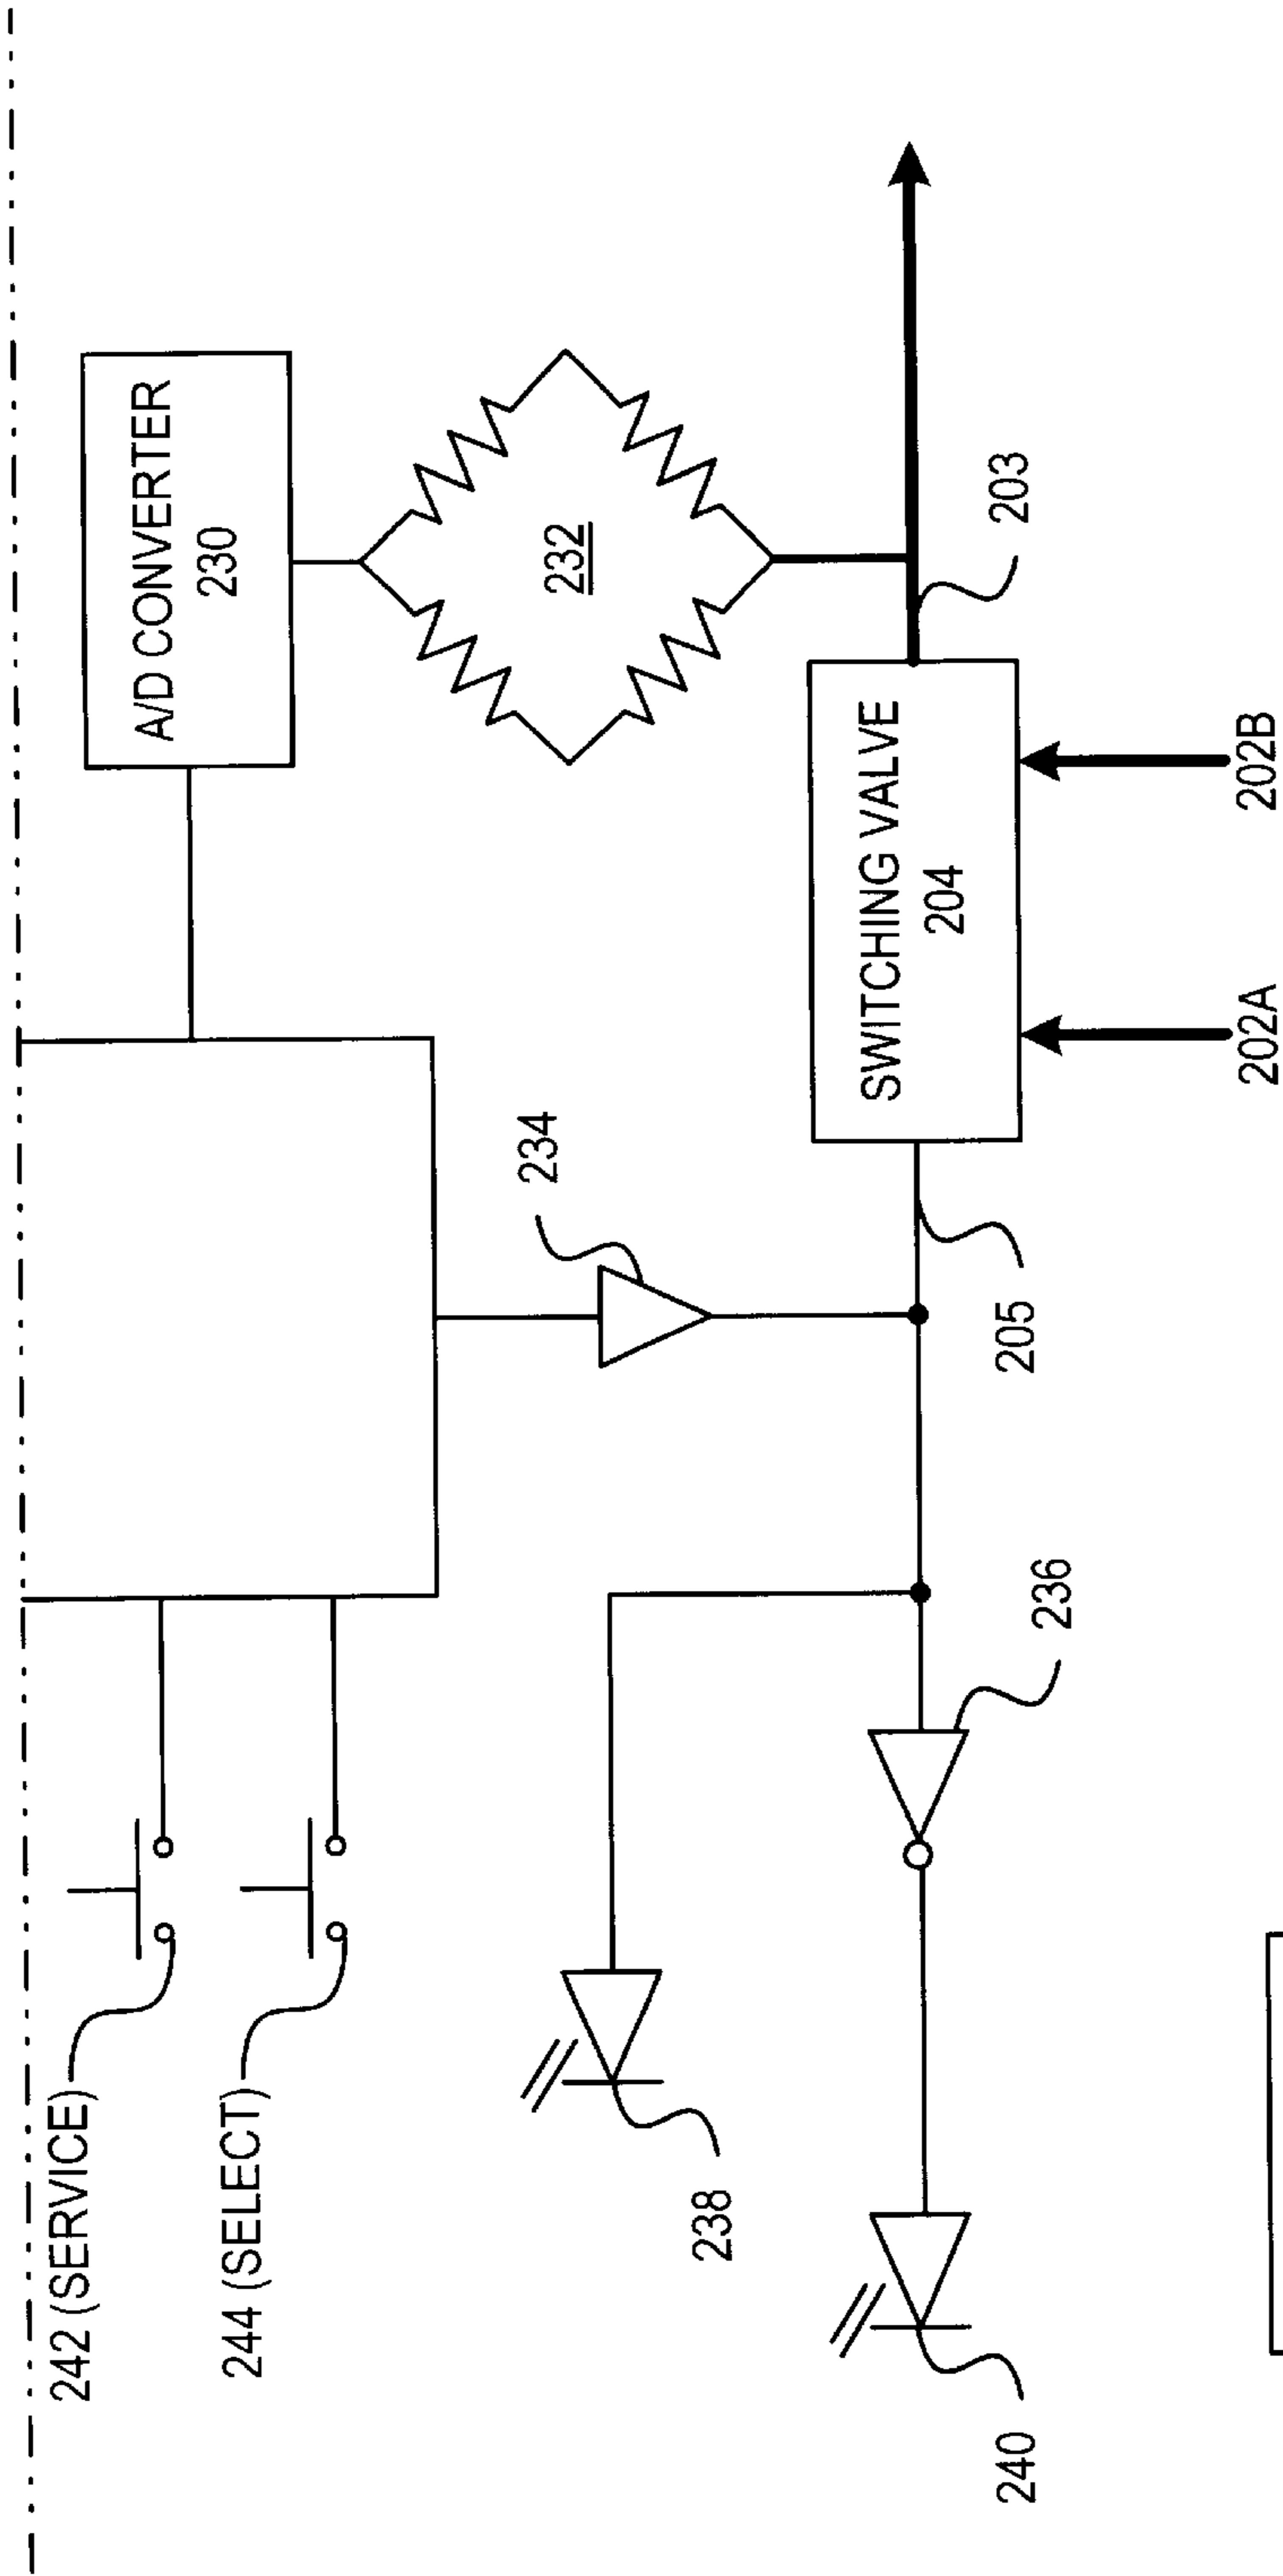 242 (SERVICE)
244 (SELECT)
A/D CONVERTER
230
232
234
238
236
240
205
SWITCHING VALVE
204
203
202A
202B